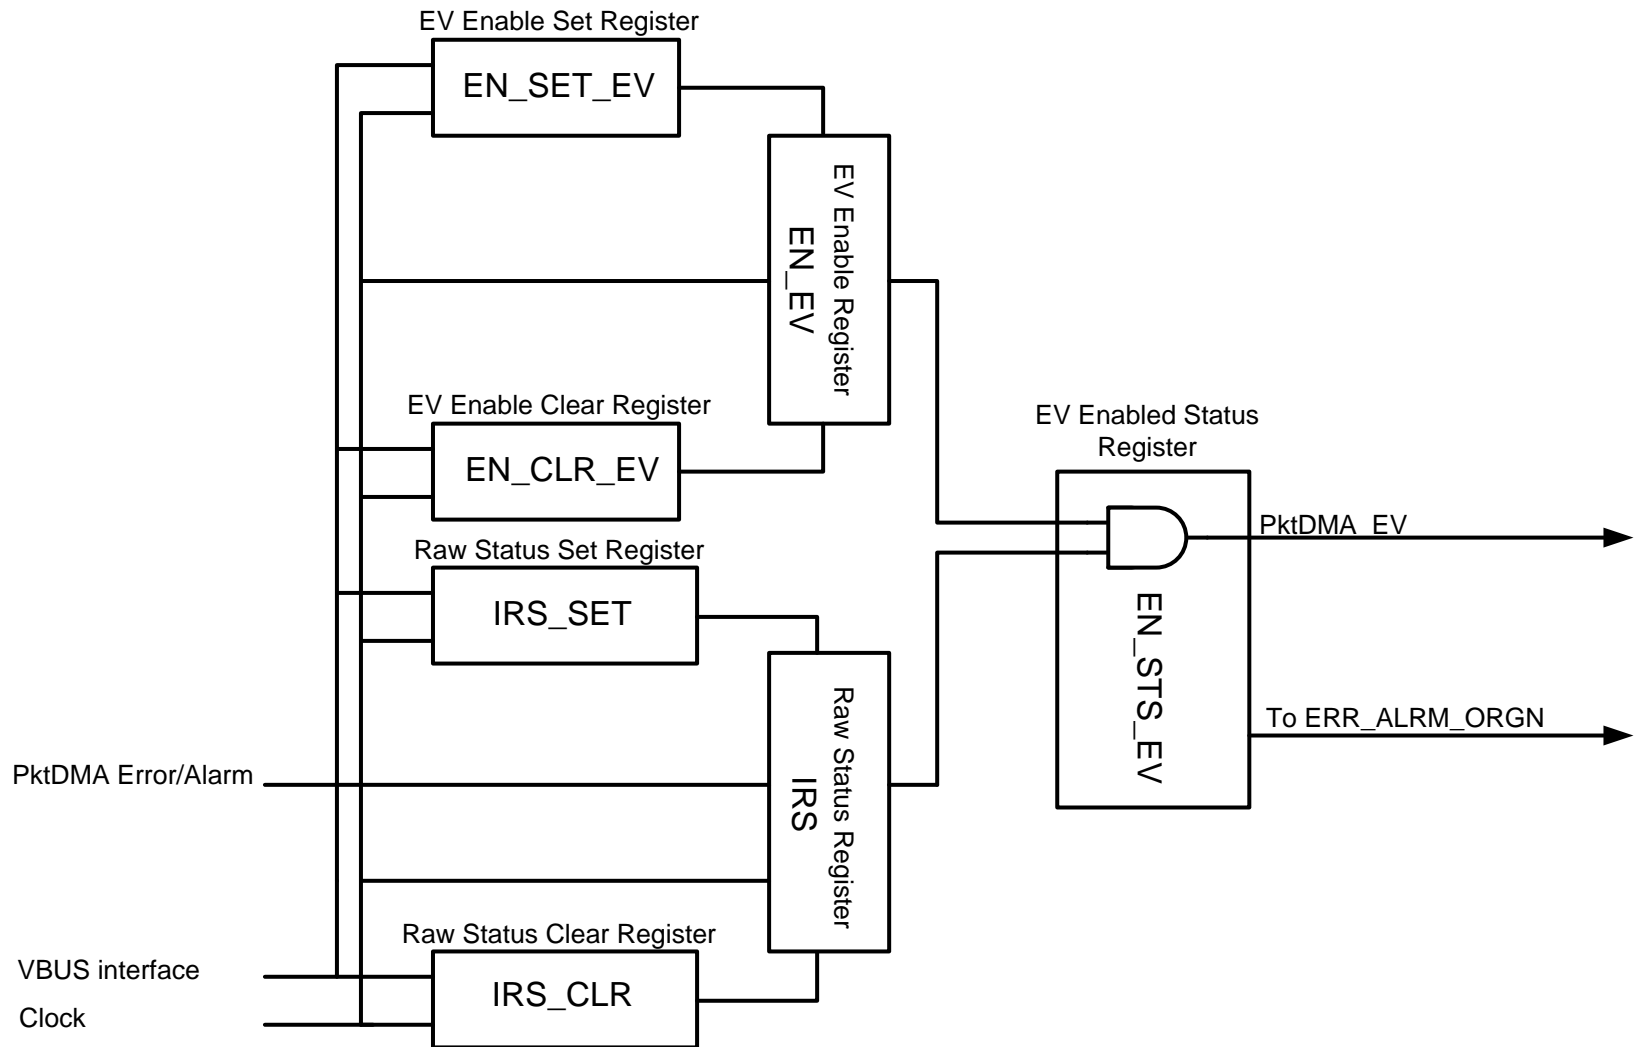 EV Enable Set Register
EN_SET_EV
EV Enable Register
EN_EV
EV Enable Clear Register
EN_CLR_EV
EV Enabled Status
Register
PktDMA_EV
Raw Status Set Register
IRS_SET
EN_STS_EV
To ERR_ALRM_ORGN
Raw Status Register
IRS
PktDMA Error/Alarm
Raw Status Clear Register
IRS_CLR
VBUS interface
Clock